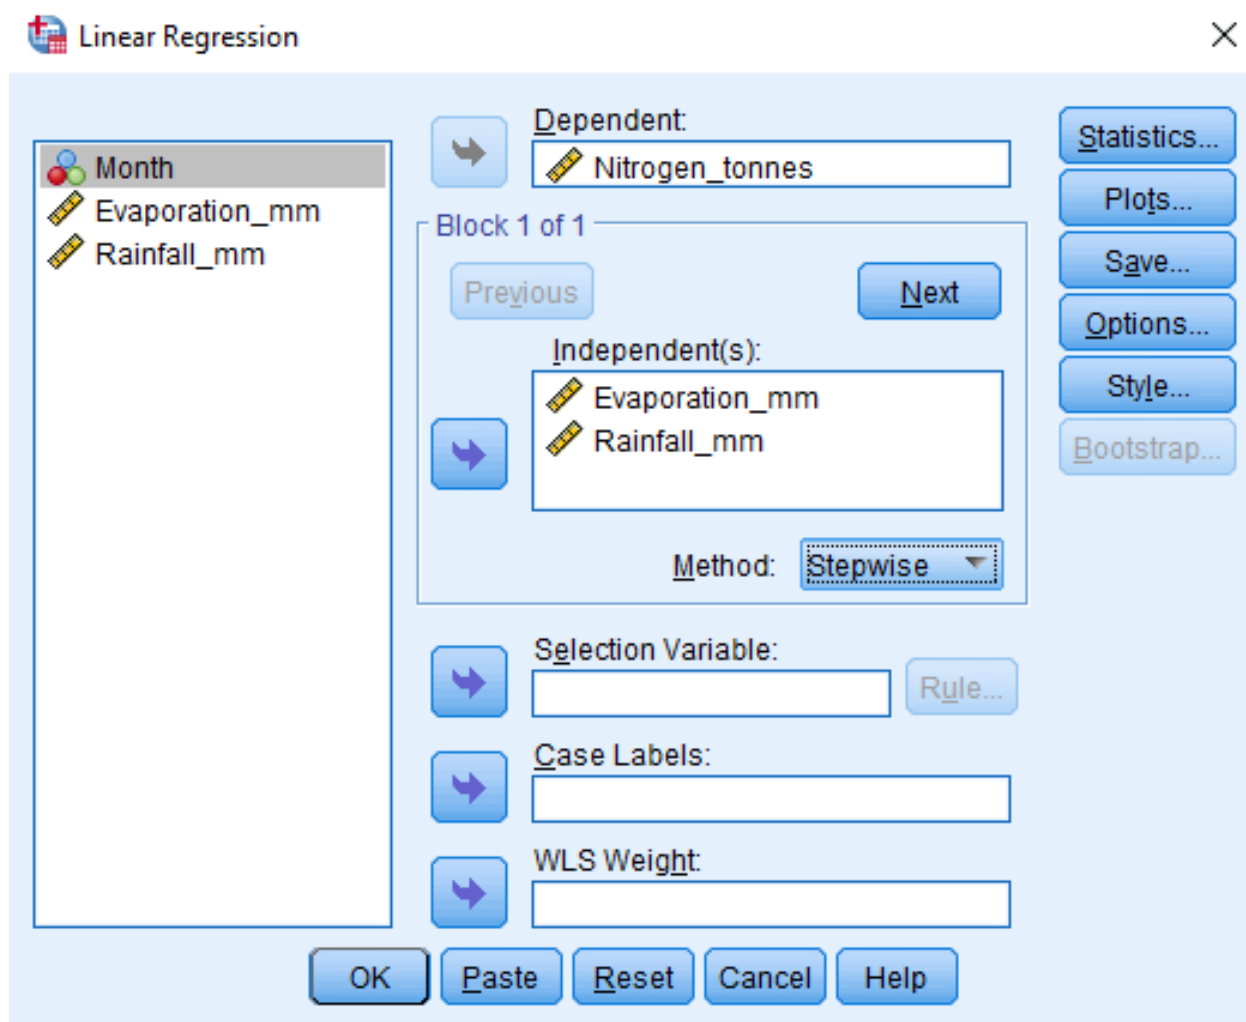 Linear Regression
Month
Evaporation_mm
Rainfall_mm
Dependent:
Nitrogen_tonnes
Block 1 of 1
Previous
Next
Independent(s):
Evaporation_mm
Rainfall_mm
Method:
Stepwise
Selection Variable:
Rule...
Case Labels:
WLS Weight:
Statistics...
Plots...
Save...
Options...
Style...
Bootstrap...
OK
Paste
Reset
Cancel
Help